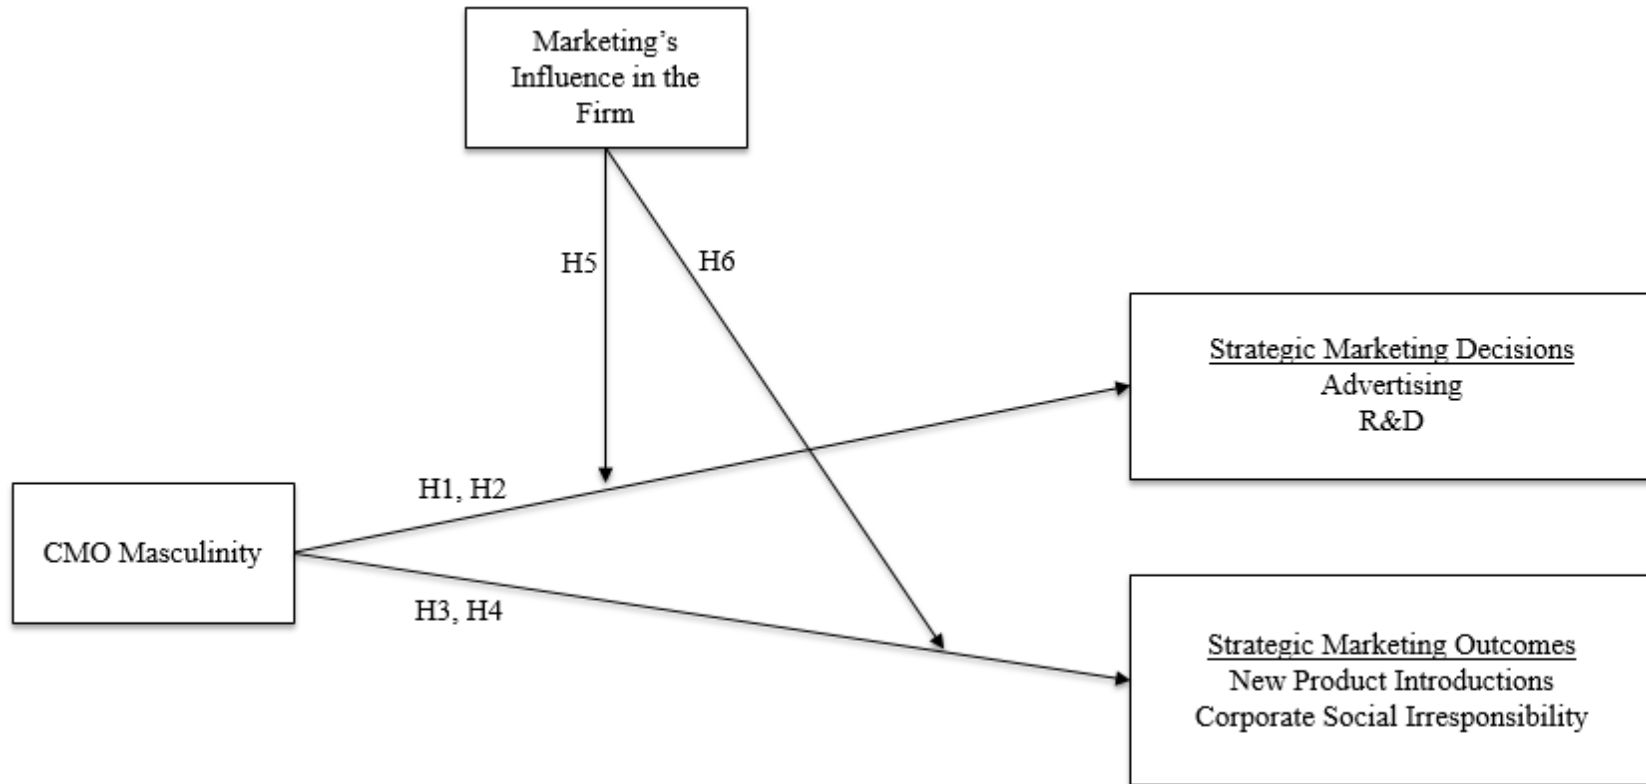 Marketing’s
Influence in the
Firm
H5
H6
Strategic Marketing Decisions
Advertising
R&D
H1, H2
CMO Masculinity
H3, H4
Strategic Marketing Outcomes
New Product Introductions
Corporate Social Irresponsibility